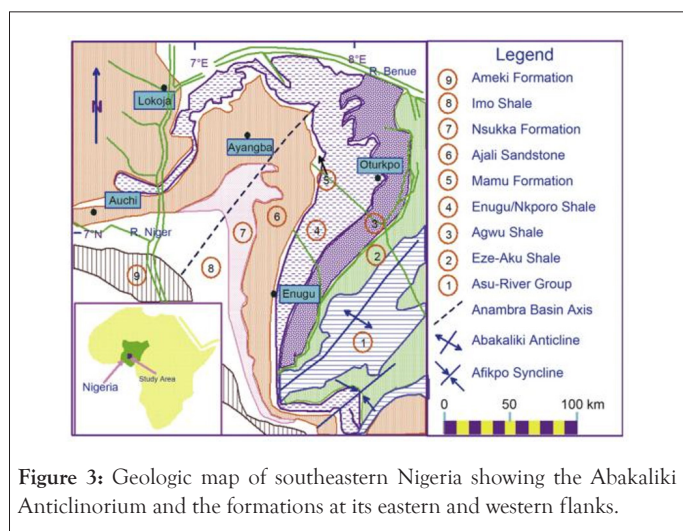 7°E
8°E
R. Benue
N
Lokoja
Ayangba
Oturkpo
Auchi
7°N
R. Niger
Enugu
5
6
7
4
3
2
8
9
1
Nigeria
Study Area
Legend
9 Ameki Formation
8 Imo Shale
7 Nsukka Formation
6 Ajali Sandstone
5 Mamu Formation
4 Enugu/Nkporo Shale
3 Agwu Shale
2 Eze-Aku Shale
1 Asu-River Group
Anambra Basin Axis
Abakaliki Anticline
Afikpo Syncline
0 50 100 km
Figure 3: Geologic map of southeastern Nigeria showing the Abakaliki
Anticlinorium and the formations at its eastern and western flanks.